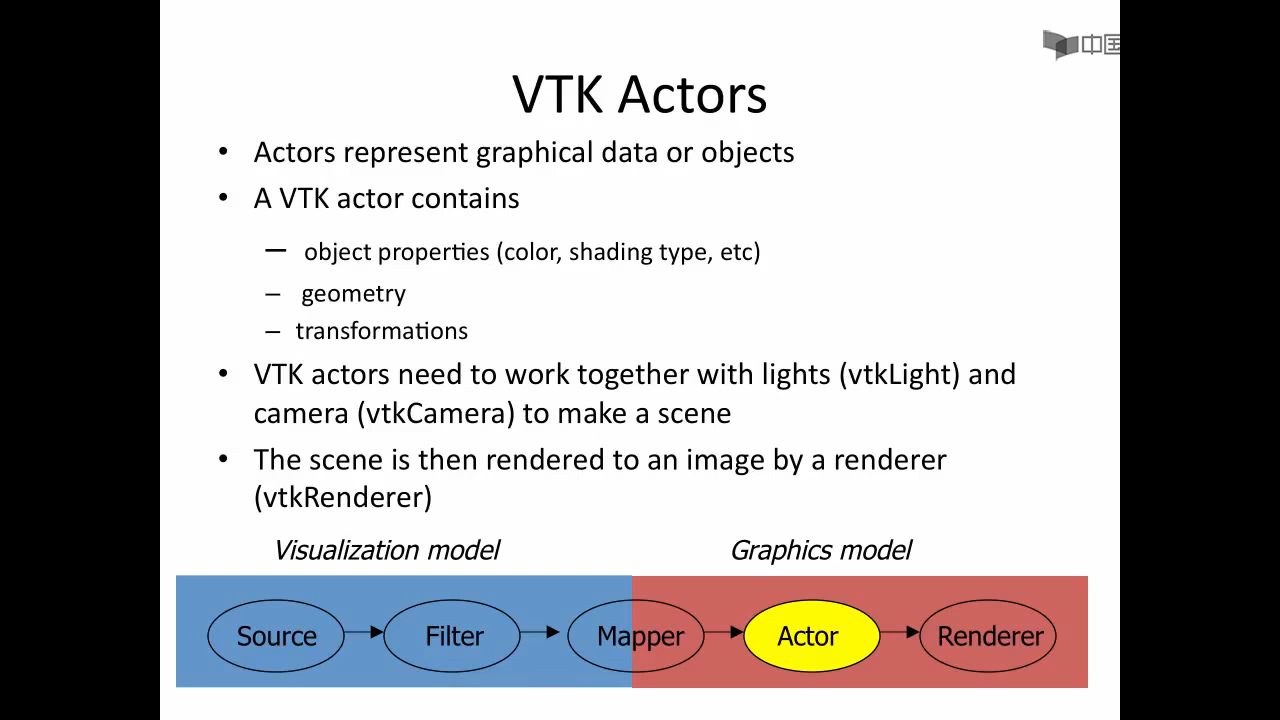 中国
VTK Actors
• Actors represent graphical data or objects
• A VTK actor contains
– object properties (color, shading type, etc)
– geometry
– transformations
• VTK actors need to work together with lights (vtkLight) and
camera (vtkCamera) to make a scene
• The scene is then rendered to an image by a renderer
(vtkRenderer)
Visualization model
Graphics model
Source
Filter
Mapper
Actor
Renderer